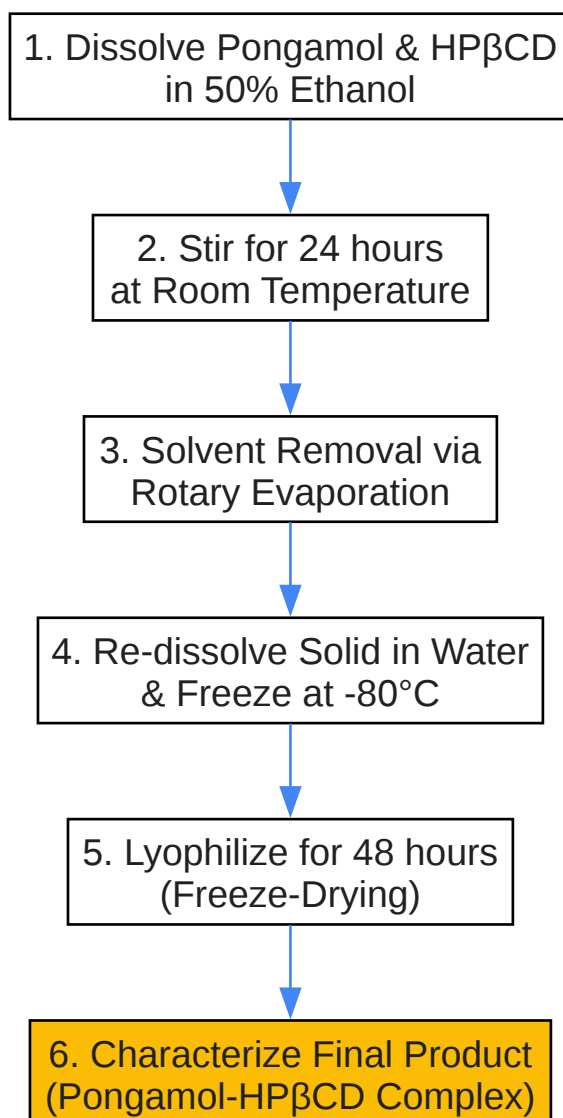 1. Dissolve Pongamol & HPβCD
in 50% Ethanol
2. Stir for 24 hours
at Room Temperature
3. Solvent Removal via
Rotary Evaporation
4. Re-dissolve Solid in Water
& Freeze at -80°C
5. Lyophilize for 48 hours
(Freeze-Drying)
6. Characterize Final Product
(Pongamol-HPβCD Complex)